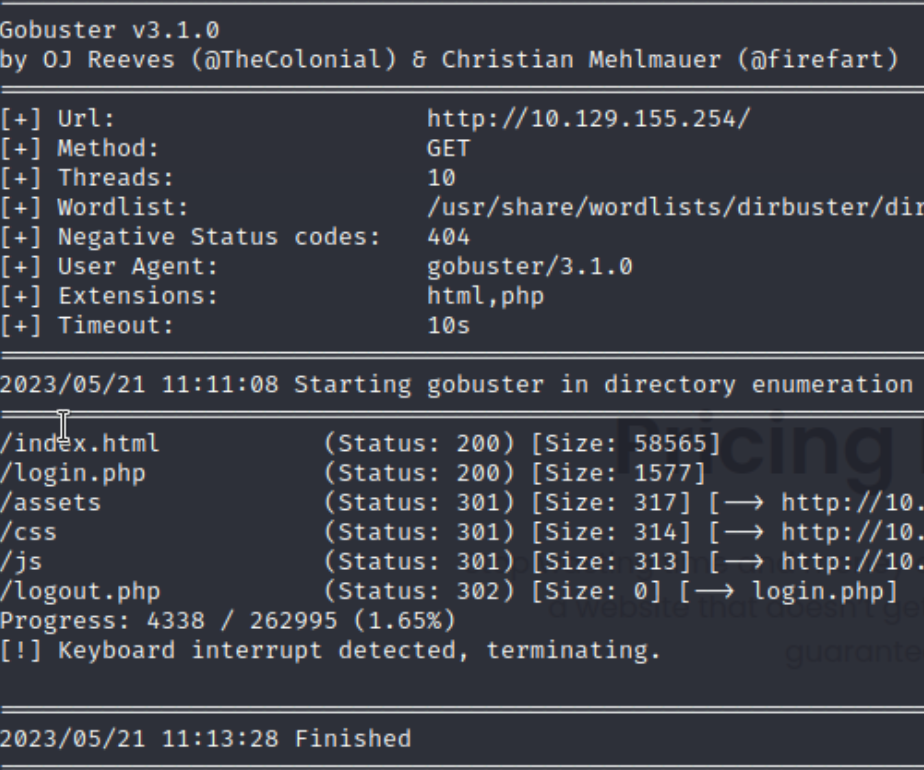 Gobuster v3.1.0
by OJ Reeves (@TheColonial) & Christian Mehlmauer (@firefart)
[+] Url: http://10.129.155.254/
[+] Method: GET
[+] Threads: 10
[+] Wordlist: /usr/share/wordlists/dirbuster/dir
[+] Negative Status codes: 404
[+] User Agent: gobuster/3.1.0
[+] Extensions: html,php
[+] Timeout: 10s
2023/05/21 11:11:08 Starting gobuster in directory enumeration
/index.html (Status: 200) [Size: 58565]
/login.php (Status: 200) [Size: 1577]
/assets (Status: 301) [Size: 317] [--> http://10.
/css (Status: 301) [Size: 314] [--> http://10.
/js (Status: 301) [Size: 313] [--> http://10.
/logout.php (Status: 302) [Size: 0] [--> login.php]
Progress: 4338 / 262995 (1.65%)
[!] Keyboard interrupt detected, terminating.
2023/05/21 11:13:28 Finished
Pricing
a website that doesn't